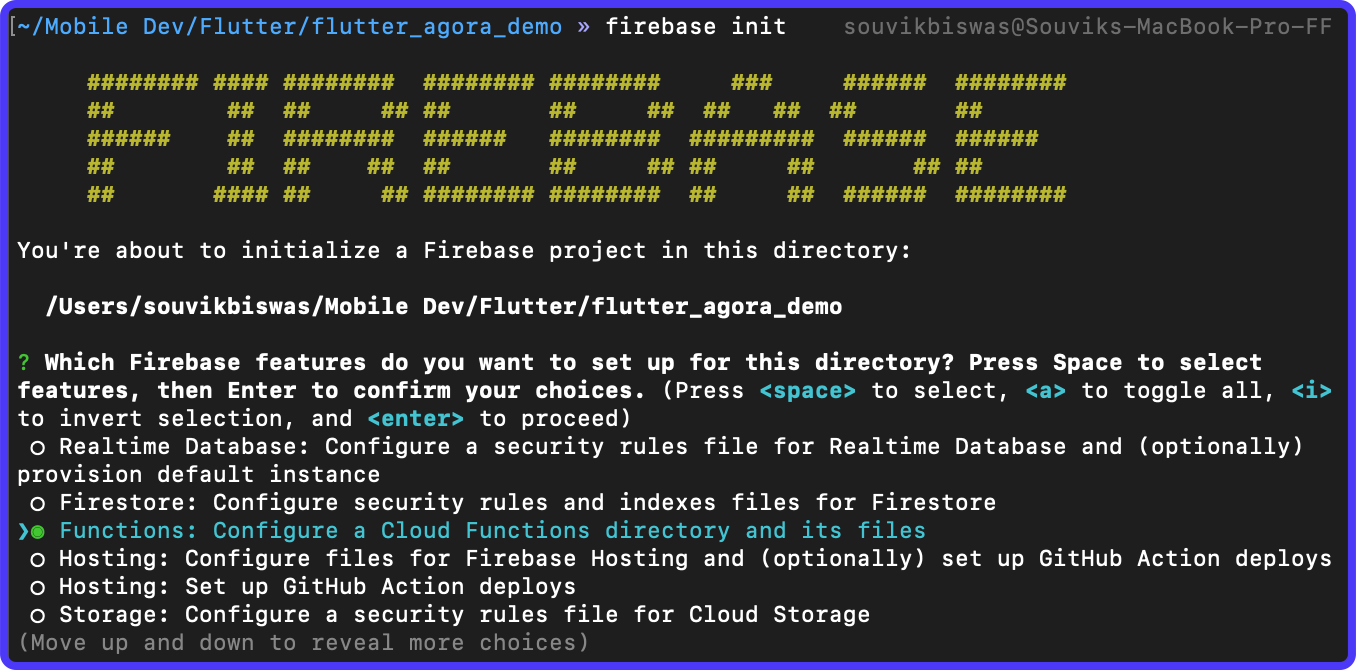 [~/Mobile Dev/Flutter/flutter_agora_demo » firebase init    souvikbiswas@Souviks-MacBook-Pro-FF
     ######## #### ########  ######## ########     ###     ######  ########
     ##        ##  ##     ## ##       ##     ##  ##   ##  ##       ##
     ######    ##  ########  ######   ########  #########  ######  ######
     ##        ##  ##    ##  ##       ##     ## ##     ##       ## ##
     ##       #### ##     ## ######## ########  ##     ##  ######  ########
You're about to initialize a Firebase project in this directory:
/Users/souvikbiswas/Mobile Dev/Flutter/flutter_agora_demo
? Which Firebase features do you want to set up for this directory? Press Space to select
features, then Enter to confirm your choices. (Press <space> to select, <a> to toggle all, <i>
to invert selection, and <enter> to proceed)
○ Realtime Database: Configure a security rules file for Realtime Database and (optionally)
provision default instance
○ Firestore: Configure security rules and indexes files for Firestore
❯◉ Functions: Configure a Cloud Functions directory and its files
○ Hosting: Configure files for Firebase Hosting and (optionally) set up GitHub Action deploys
○ Hosting: Set up GitHub Action deploys
○ Storage: Configure a security rules file for Cloud Storage
(Move up and down to reveal more choices)